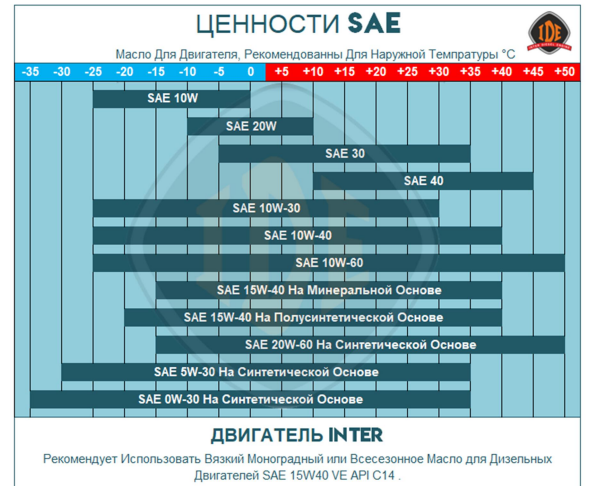 ЦЕННОСТИ SAE
IDE
Масло Для Двигателя, Рекомендованны Для Наружной Темпратуры °C
-35 -30 -25 -20 -15 -10 -5 0 +5 +10 +15 +20 +25 +30 +35 +40 +45 +50
SAE 10W
SAE 20W
SAE 30
SAE 40
SAE 10W-30
SAE 10W-40
SAE 10W-60
SAE 15W-40 На Минеральной Основе
SAE 15W-40 На Полусинтетической Основе
SAE 20W-60 На Синтетической Основе
SAE 5W-30 На Синтетической Основе
SAE 0W-30 На Синтетической Основе
IDE
ДВИГАТЕЛЬ INTER
Рекомендует Использовать Вязкий Моноградный или Всесезонное Масло для Дизельных
Двигателей SAE 15W40 VE API C14 .